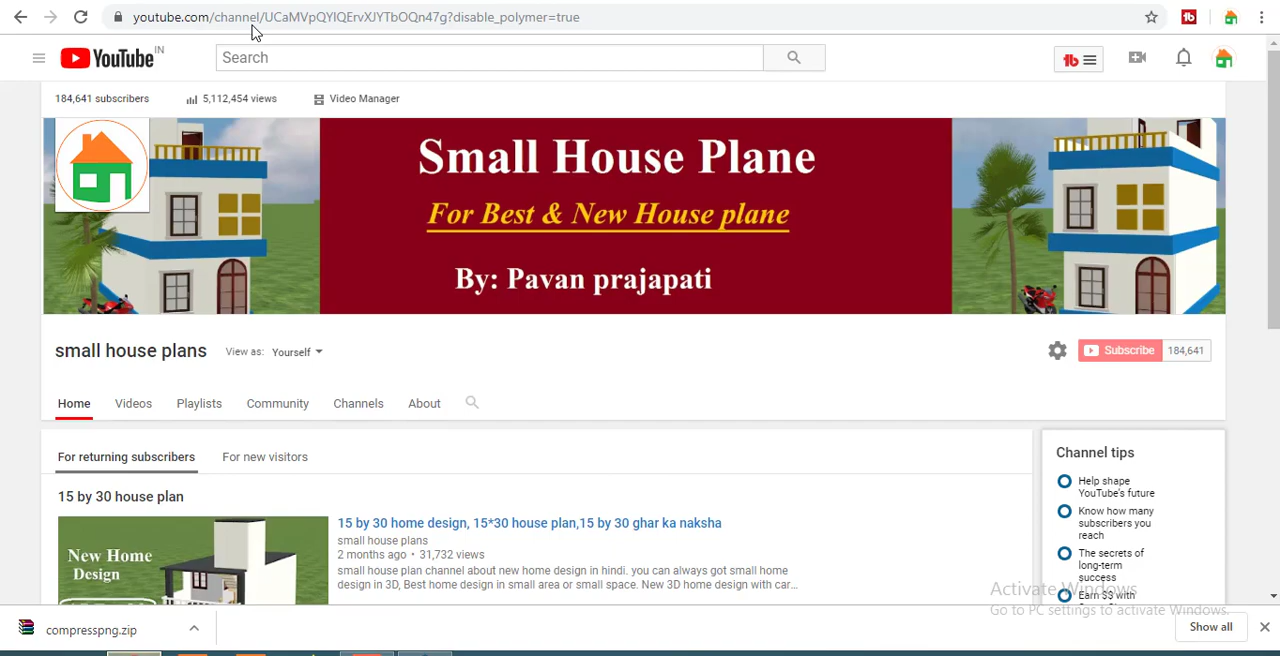 youtube.com/channel/UCaMVpQYlQErvXJYTbOQn47g?disable_polymer=true
YouTube IN
Search
184,641 subscribers
5,112,454 views
Video Manager
Small House Plane
For Best & New House plane
By: Pavan prajapati
small house plans
View as: Yourself
Subscribe 184,641
Home Videos Playlists Community Channels About
For returning subscribers For new visitors
15 by 30 house plan
New Home
Design
15 by 30 home design, 15*30 house plan,15 by 30 ghar ka naksha
small house plans
2 months ago • 31,732 views
small house plan channel about new home design in hindi. you can always got small home
design in 3D, Best home design in small area or small space. New 3D home design with car...
Channel tips
Help shape
YouTube's future
Know how many
subscribers you
reach
The secrets of
long-term
success
Earn $$ with
Activate Windows
Go to PC settings to activate Windows.
compresspng.zip
Show all